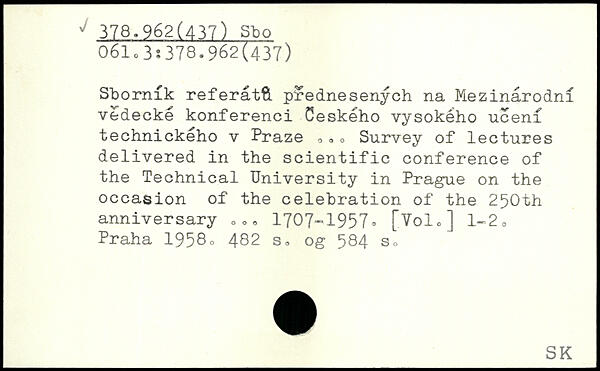 ✓ 378.962(437) Sbo
061.3:378.962(437)
Sborník referátů přednesených na Mezinárodní
vědecké konferenci Českého vysokého učení
technického v Praze ... Survey of lectures
delivered in the scientific conference of
the Technical University in Prague on the
occasion of the celebration of the 250th
anniversary ... 1707-1957. [Vol.] 1-2.
Praha 1958. 482 s. og 584 s.
SK